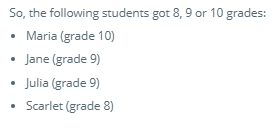 So, the following students got 8, 9 or 10 grades:
• Maria (grade 10)
• Jane (grade 9)
• Julia (grade 9)
• Scarlet (grade 8)